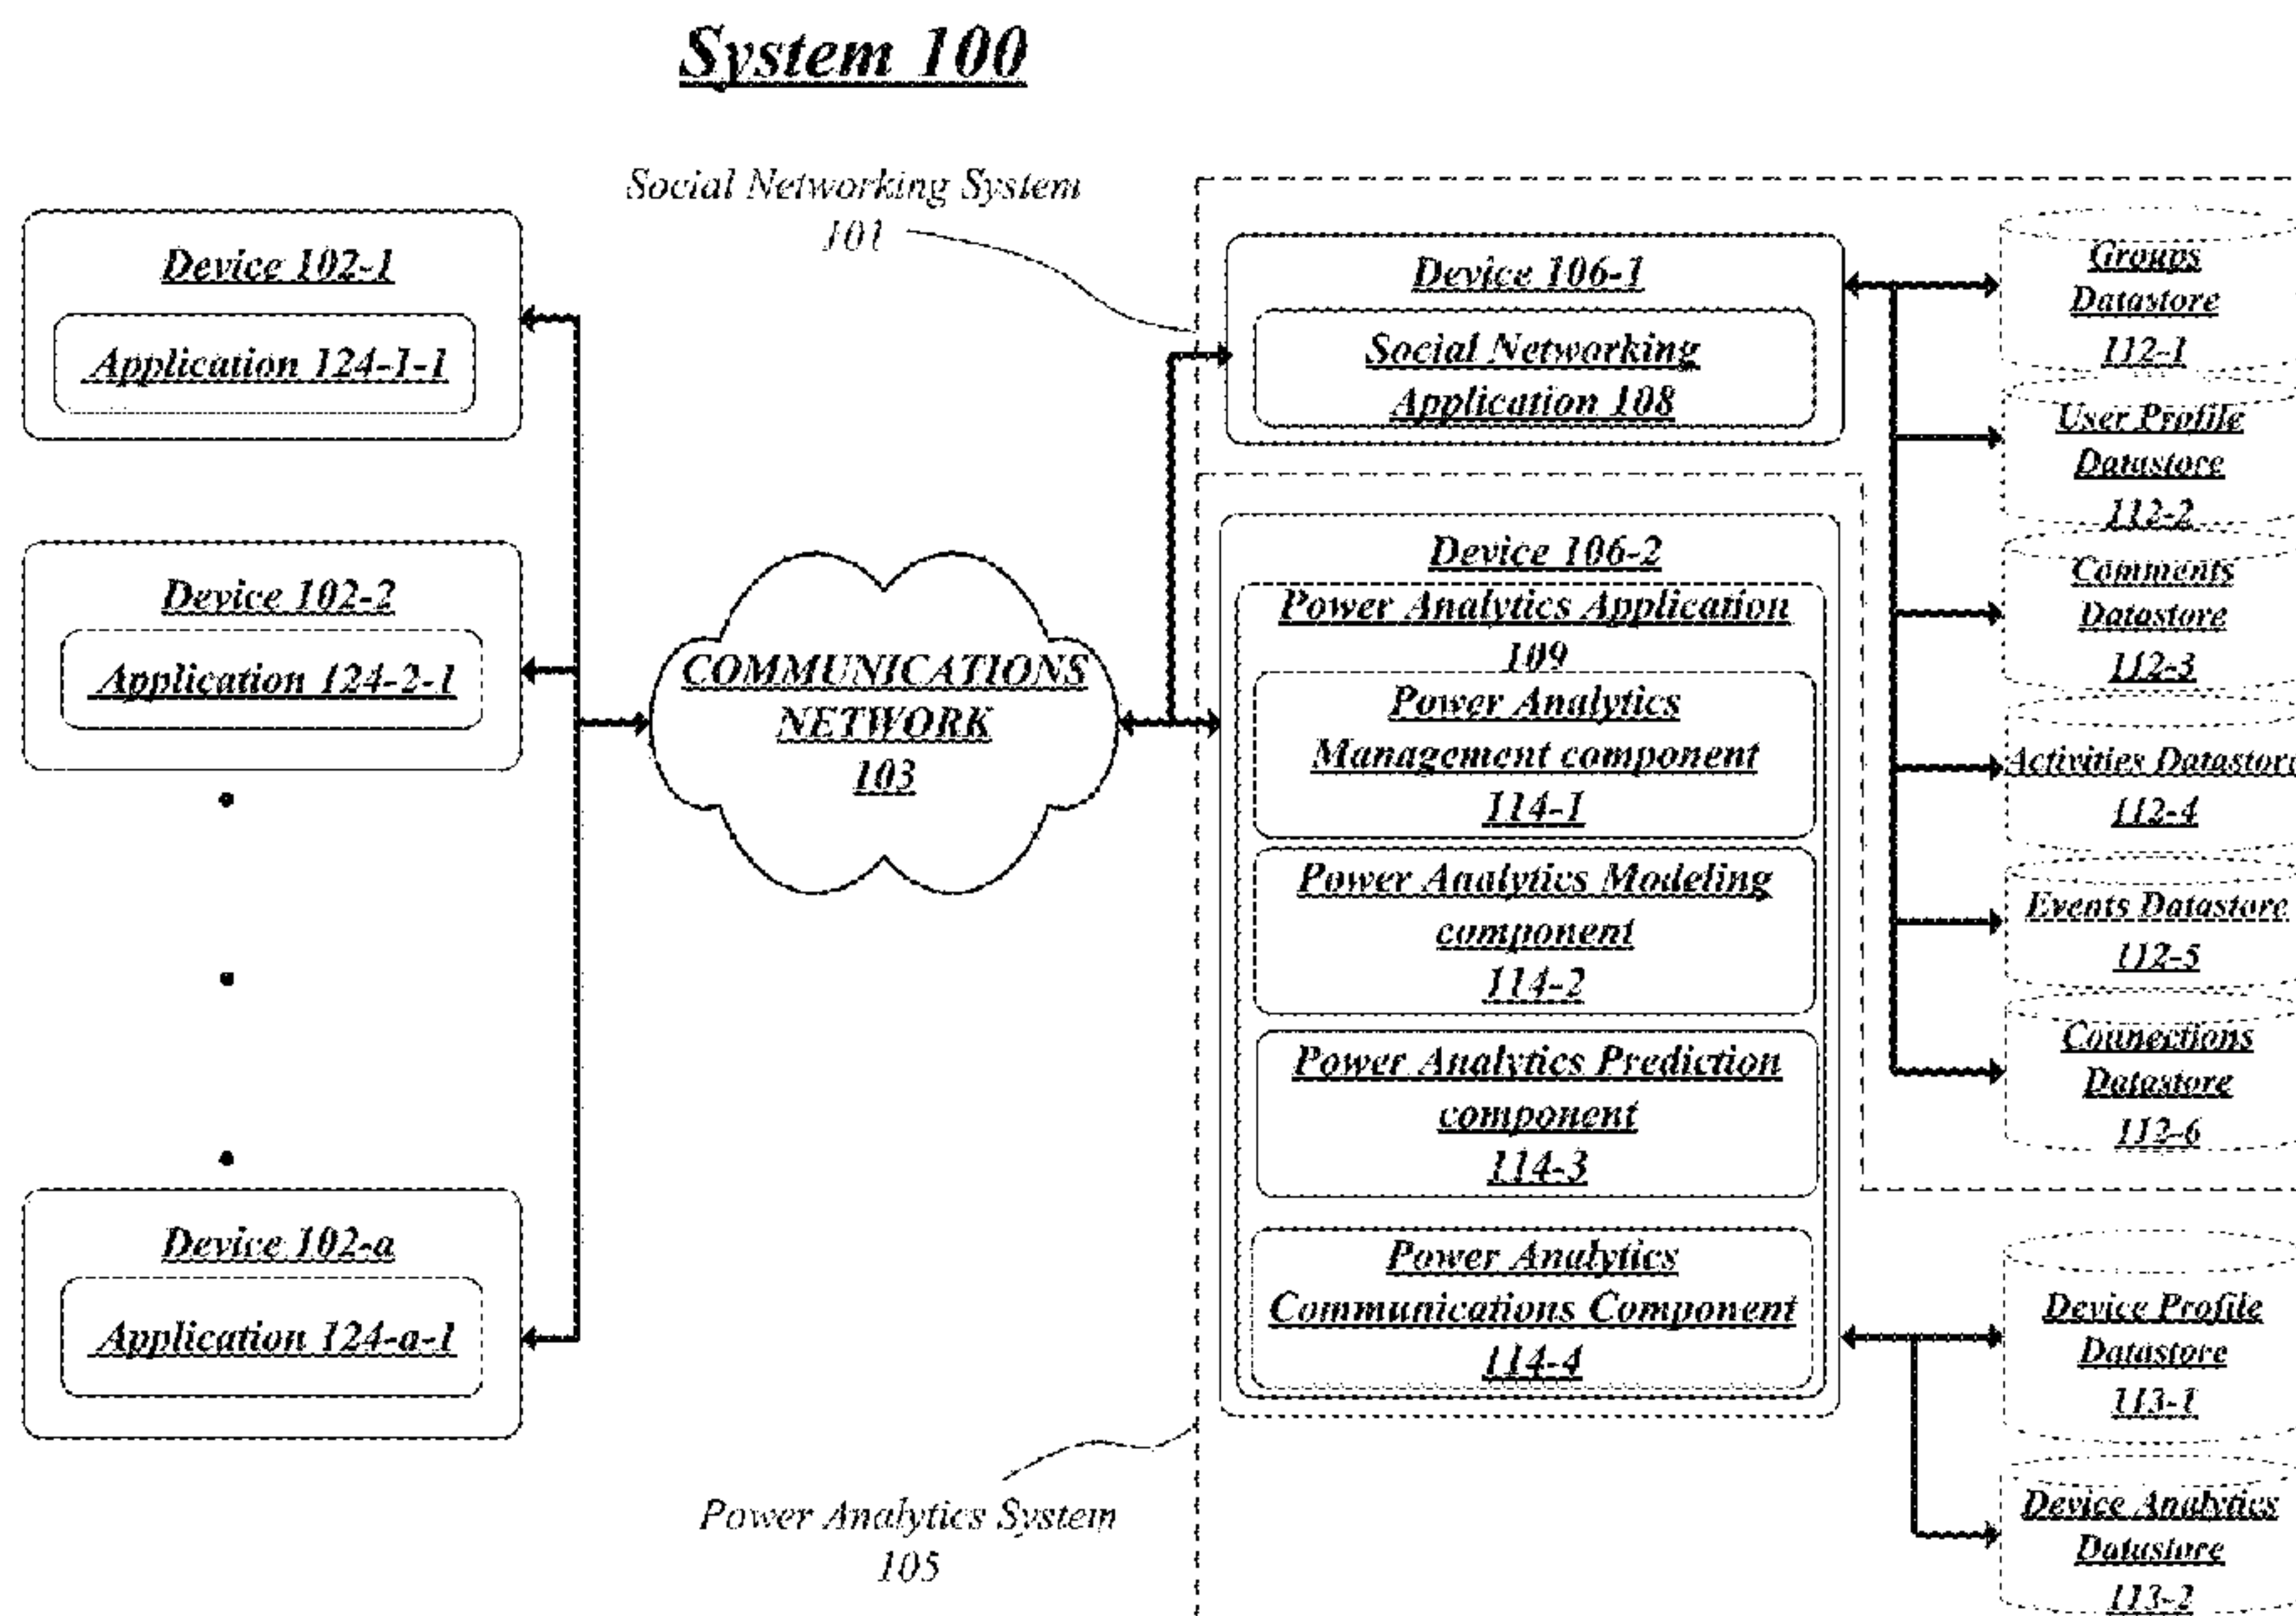 System 100
Social Networking System
101
Device 102-1
Application 124-1-1
Device 102-2
Application 124-2-1
Device 102-a
Application 124-a-1
COMMUNICATIONS
NETWORK
103
Device 106-1
Social Networking
Application 108
Device 106-2
Power Analytics Application
109
Power Analytics
Management component
114-1
Power Analytics Modeling
component
114-2
Power Analytics Prediction
component
114-3
Power Analytics
Communications Component
114-4
Power Analytics System
105
Groups
Datastore
112-1
User Profile
Datastore
112-2
Comments
Datastore
112-3
Activities Datastore
112-4
Events Datastore
112-5
Connections
Datastore
112-6
Device Profile
Datastore
113-1
Device Analytics
Datastore
113-2